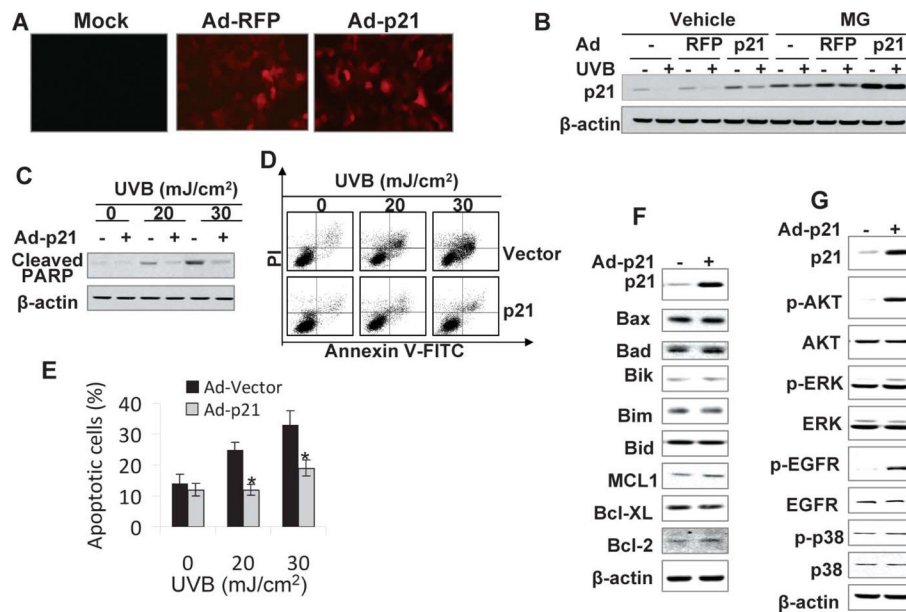 A
Mock Ad-RFP Ad-p21
B
Vehicle MG
Ad - RFP p21 - RFP p21
UVB - + - + - + - + - + - +
p21
β-actin
C
UVB (mJ/cm²)
0 20 30
Ad-p21 - + - + - +
Cleaved
PARP
β-actin
D
UVB (mJ/cm²)
0 20 30
PI
Vector
p21
Annexin V-FITC
E
Ad-Vector
Ad-p21
Apoptotic cells (%)
40
30
20
10
0
* *
0 20 30
UVB (mJ/cm²)
F
Ad-p21 - +
p21
Bax
Bad
Bik
Bim
Bid
MCL1
Bcl-XL
Bcl-2
β-actin
G
Ad-p21 - +
p21
p-AKT
AKT
p-ERK
ERK
p-EGFR
EGFR
p-p38
p38
β-actin